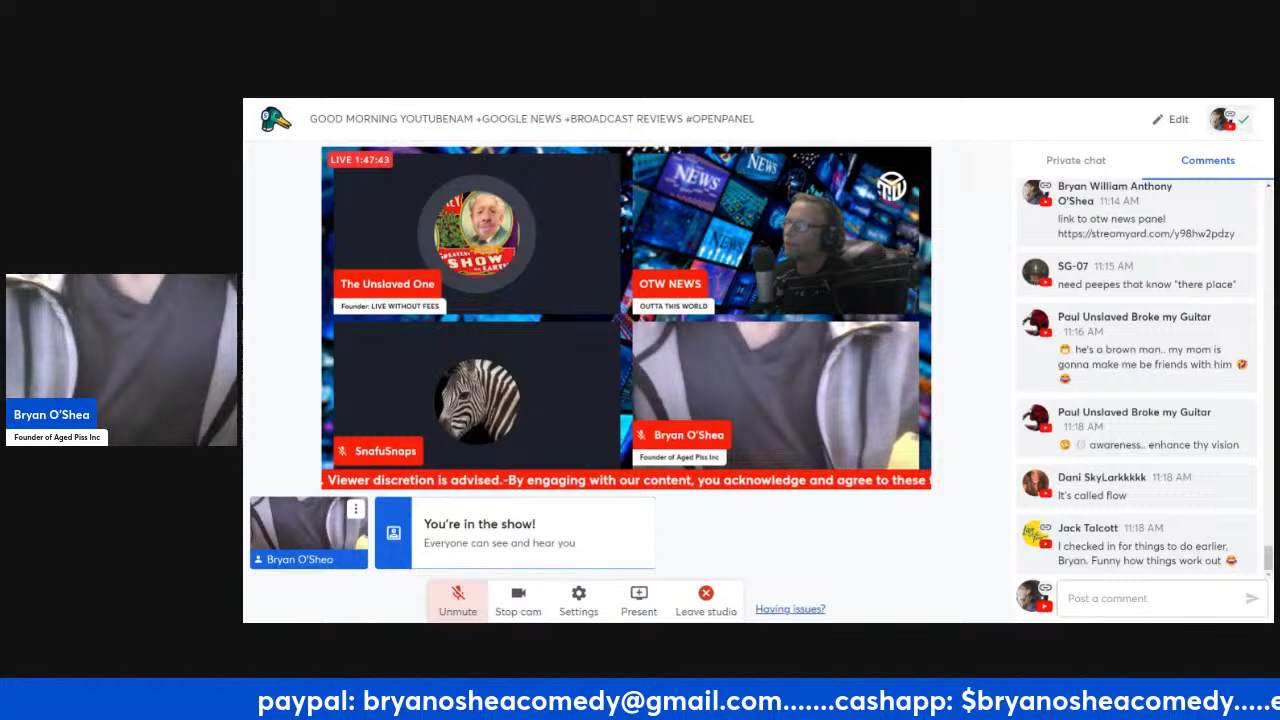 GOOD MORNING YOUTUBENAM +GOOGLE NEWS +BROADCAST REVIEWS #OPENPANEL
Edit
LIVE 1:47:43
GREATEST
SHOW
ON EARTH
The Unslaved One
Founder: LIVE WITHOUT FEES
NEWS
NEWS
NEWS
OTW NEWS
OUTTA THIS WORLD
SnafuSnaps
Bryan O'Shea
Founder of Aged Piss Inc
. Viewer discretion is advised.-By engaging with our content, you acknowledge and agree to these
Bryan O'Shea
Founder of Aged Piss Inc
Bryan O'Shea
You're in the show!
Everyone can see and hear you
Unmute
Stop cam
Settings
Present
Leave studio
Having issues?
Private chat
Comments
Bryan William Anthony
O'Shea 11:14 AM
link to otw news panel
https://streamyard.com/y98hw2pdzy
SG-07 11:15 AM
need peepes that know "there place"
Paul Unslaved Broke my Guitar
11:16 AM
😁 he's a brown man.. my mom is
gonna make me be friends with him 🤣
😂
Paul Unslaved Broke my Guitar
11:18 AM
awareness.. enhance thy vision
Dani SkyLarkkkkk 11:18 AM
It's called flow
Jack Talcott 11:18 AM
I checked in for things to do earlier,
Bryan. Funny how things work out 😂
Post a comment
paypal: bryanosheacomedy@gmail.com.......cashapp: $bryanosheacomedy.....e